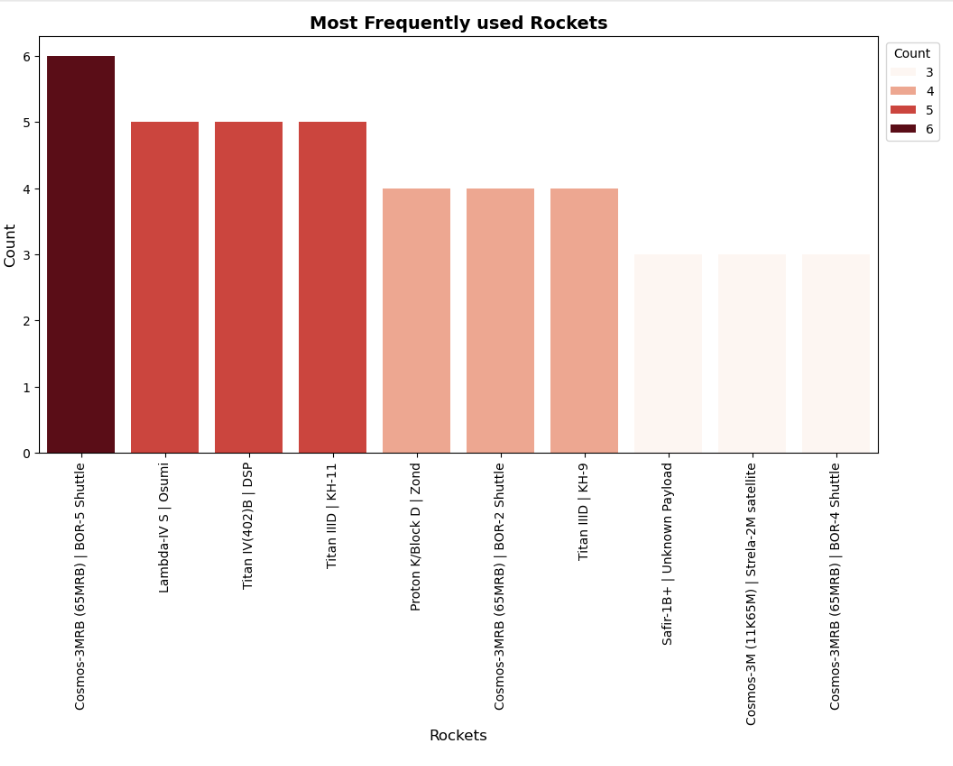 Most Frequently used Rockets
Count
3
4
5
6
6
5
4
3
2
1
0
Count
Cosmos-3MRB (65MRB) | BOR-5 Shuttle
Lambda-IV S | Osumi
Titan IV(402)B | DSP
Titan IIID | KH-11
Proton K/Block D | Zond
Cosmos-3MRB (65MRB) | BOR-2 Shuttle
Titan IIID | KH-9
Safir-1B+ | Unknown Payload
Cosmos-3M (11K65M) | Strela-2M satellite
Cosmos-3MRB (65MRB) | BOR-4 Shuttle
Rockets